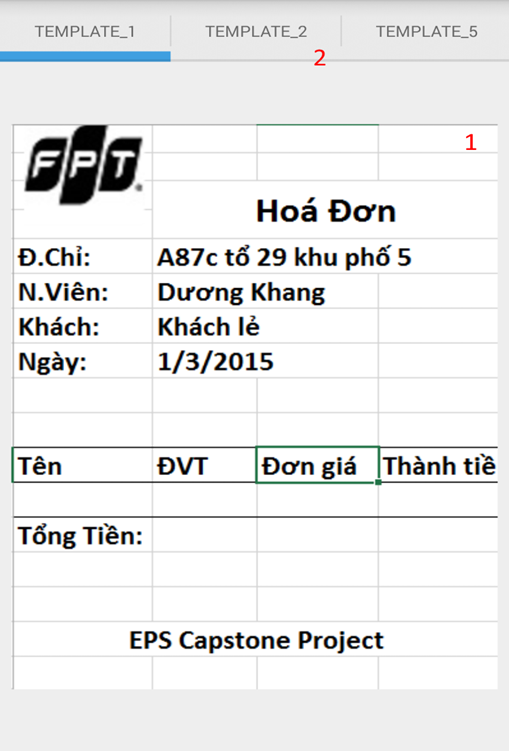 TEMPLATE_1 TEMPLATE_2 TEMPLATE_5
2
1
FPT
Hoá Đơn
Đ.Chỉ: A87c tổ 29 khu phố 5
N.Viên: Dương Khang
Khách: Khách lẻ
Ngày: 1/3/2015
Tên ĐVT Đơn giá Thành tiề
Tổng Tiền:
EPS Capstone Project